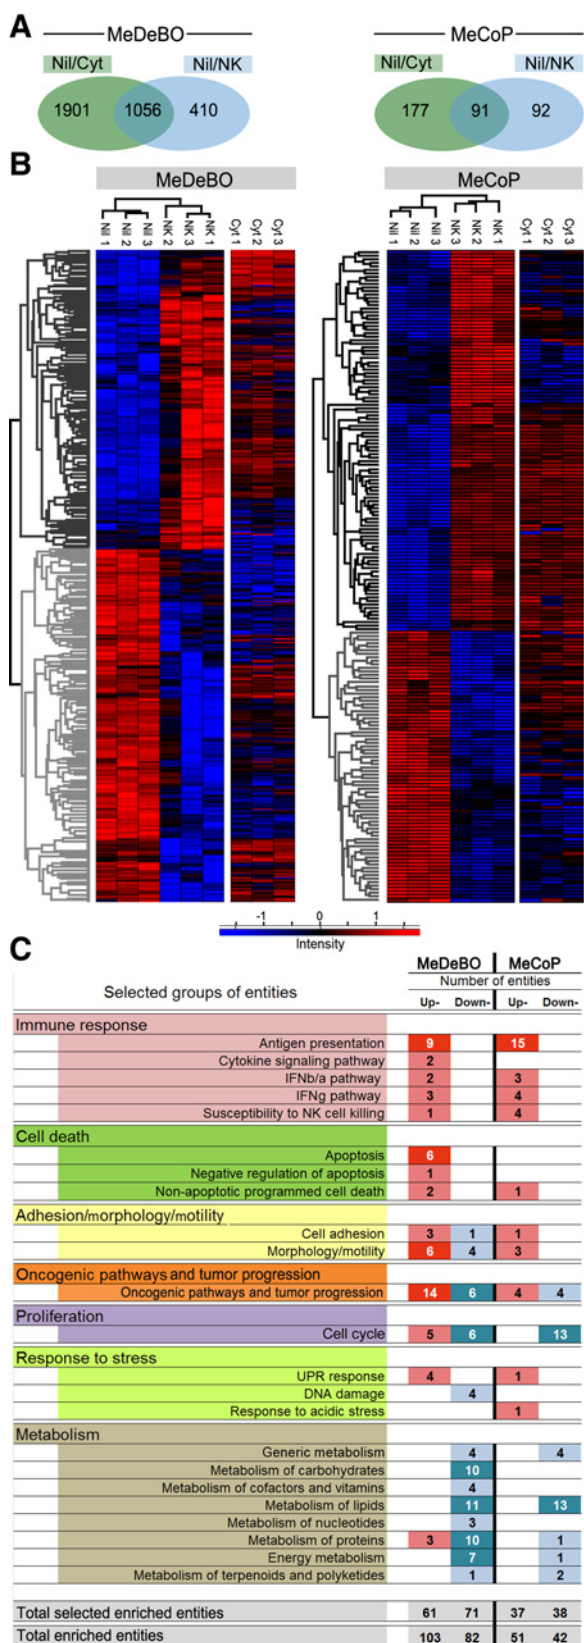 A
MeDeBO
MeCoP
Nil/Cyt Nil/NK
Nil/Cyt Nil/NK
1901 1056 410
177 91 92
B
MeDeBO
MeCoP
Nil 1 Nil 2 Nil 3 NK 2 NK 3 NK 1 Cyt 1 Cyt 2 Cyt 3
Nil 1 Nil 2 Nil 3 NK 3 NK 2 NK 1 Cyt 1 Cyt 2 Cyt 3
-1 0 1
Intensity
C
MeDeBO MeCoP
Number of entities
Selected groups of entities
Up- Down- Up- Down-
Immune response
Antigen presentation 9 15
Cytokine signaling pathway 2
IFNb/a pathway 2 3
IFNg pathway 3 4
Susceptibility to NK cell killing 1 4
Cell death
Apoptosis 6
Negative regulation of apoptosis 1
Non-apoptotic programmed cell death 2 1
Adhesion/morphology/motility
Cell adhesion 3 1 1
Morphology/motility 6 4 3
Oncogenic pathways and tumor progression
Oncogenic pathways and tumor progression 14 6 4 4
Proliferation
Cell cycle 5 6 13
Response to stress
UPR response 4 1
DNA damage 4
Response to acidic stress 1
Metabolism
Generic metabolism 4 4
Metabolism of carbohydrates 10
Metabolism of cofactors and vitamins 4
Metabolism of lipids 11 13
Metabolism of nucleotides 3
Metabolism of proteins 3 10 1
Energy metabolism 7 1
Metabolism of terpenoids and polyketides 1 2
Total selected enriched entities 61 71 37 38
Total enriched entities 103 82 51 42